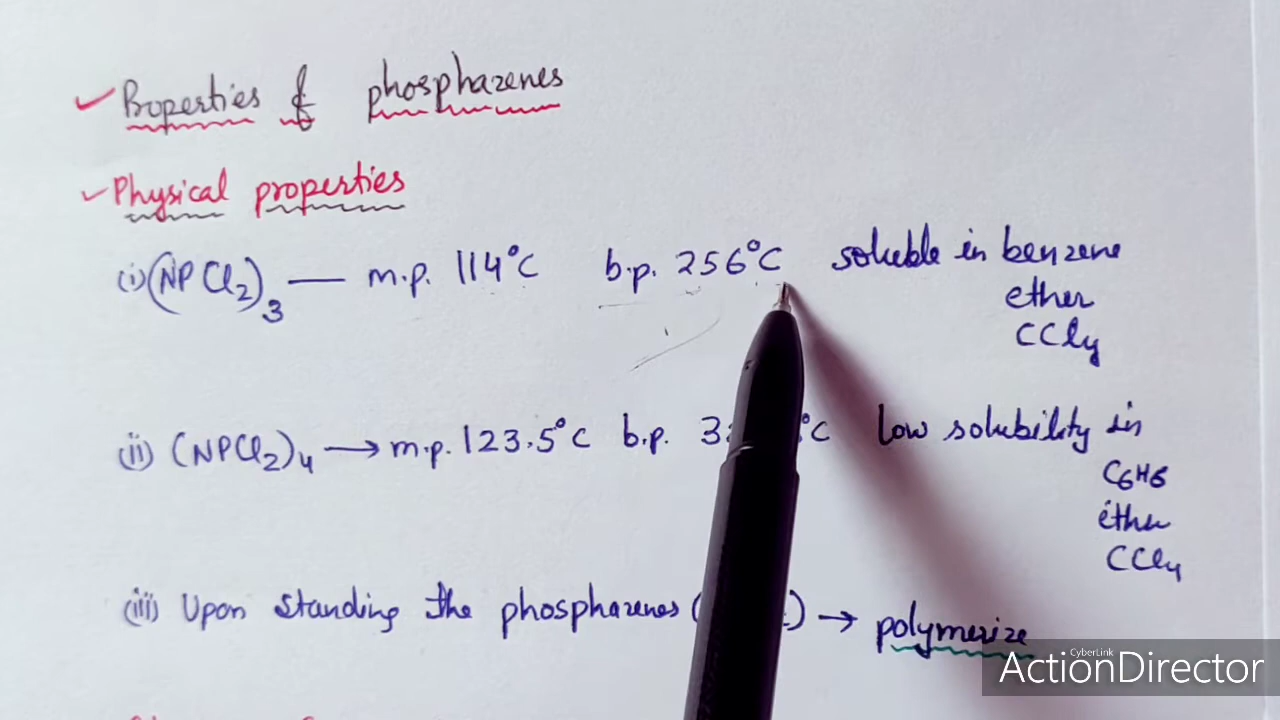 Properties of phosphazenes
Physical properties
(i) (NPCl2)3 — m.p. 114°C b.p. 256°C soluble in benzene
ether
CCl4
(ii) (NPCl2)4 → m.p. 123.5°C b.p. °C low solubility in
C6H6
ether
CCl4
(iii) Upon standing the phosphazenes ( ) → polymerize
CyberLink
ActionDirector